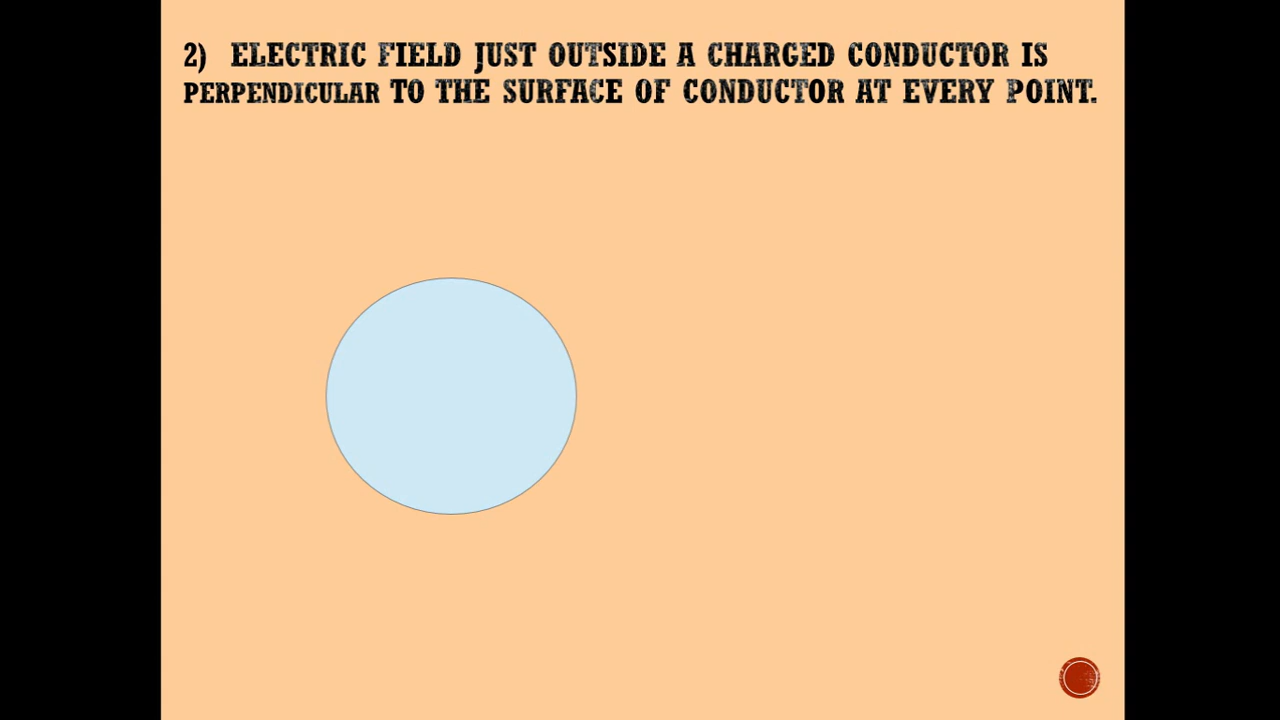 2) ELECTRIC FIELD JUST OUTSIDE A CHARGED CONDUCTOR IS
PERPENDICULAR TO THE SURFACE OF CONDUCTOR AT EVERY POINT.